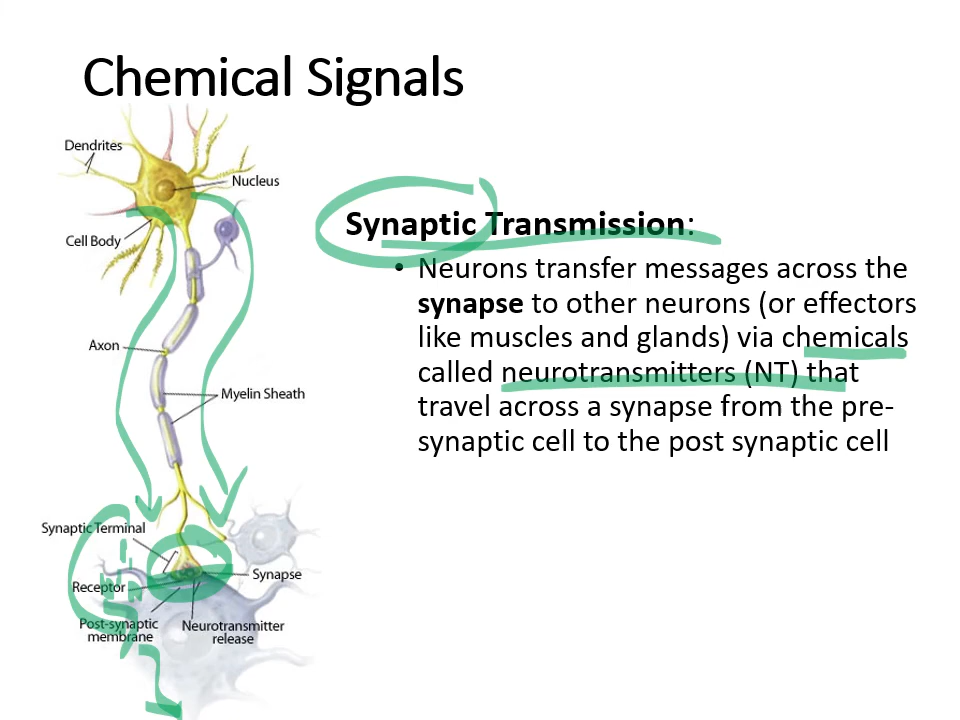 Chemical Signals
Dendrites
Nucleus
Cell Body
Axon
Myelin Sheath
Synaptic Terminal
Synapse
Receptor
Post-synaptic
membrane
Neurotransmitter
release
Synaptic Transmission:
• Neurons transfer messages across the
synapse to other neurons (or effectors
like muscles and glands) via chemicals
called neurotransmitters (NT) that
travel across a synapse from the pre-
synaptic cell to the post synaptic cell